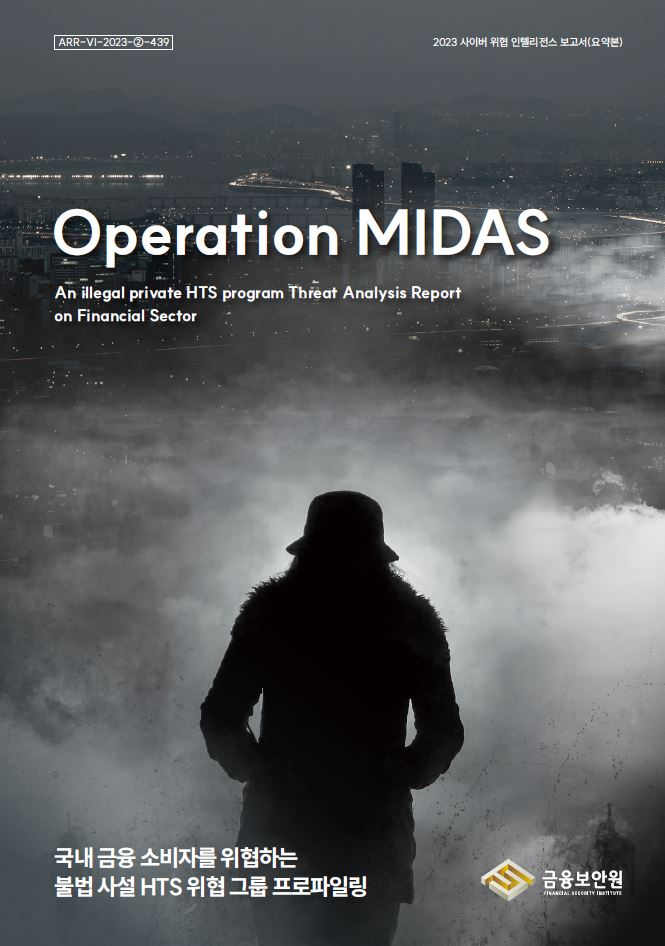 ARR-VI-2023-②-439
2023 사이버 위협 인텔리전스 보고서(요약본)
Operation MIDAS
An illegal private HTS program Threat Analysis Report
on Financial Sector
국내 금융 소비자를 위협하는
불법 사설 HTS 위협 그룹 프로파일링
금융보안원
FINANCIAL SECURITY INSTITUTE